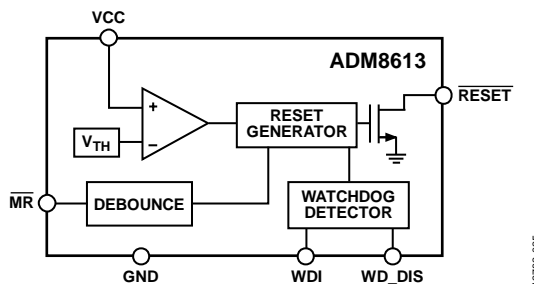 VCC
ADM8613
RESET
+
RESET
GENERATOR
–
VTH
MR
DEBOUNCE
WATCHDOG
DETECTOR
GND
WDI
WD_DIS